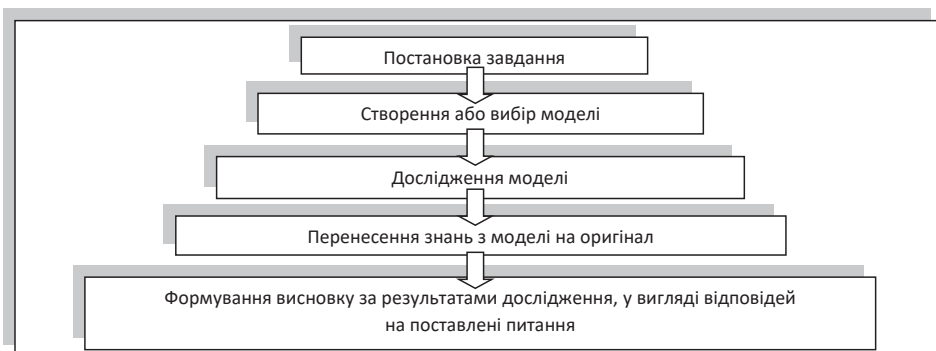 Постановка завдання
Створення або вибір моделі
Дослідження моделі
Перенесення знань з моделі на оригінал
Формування висновку за результатами дослідження, у вигляді відповідей
на поставлені питання